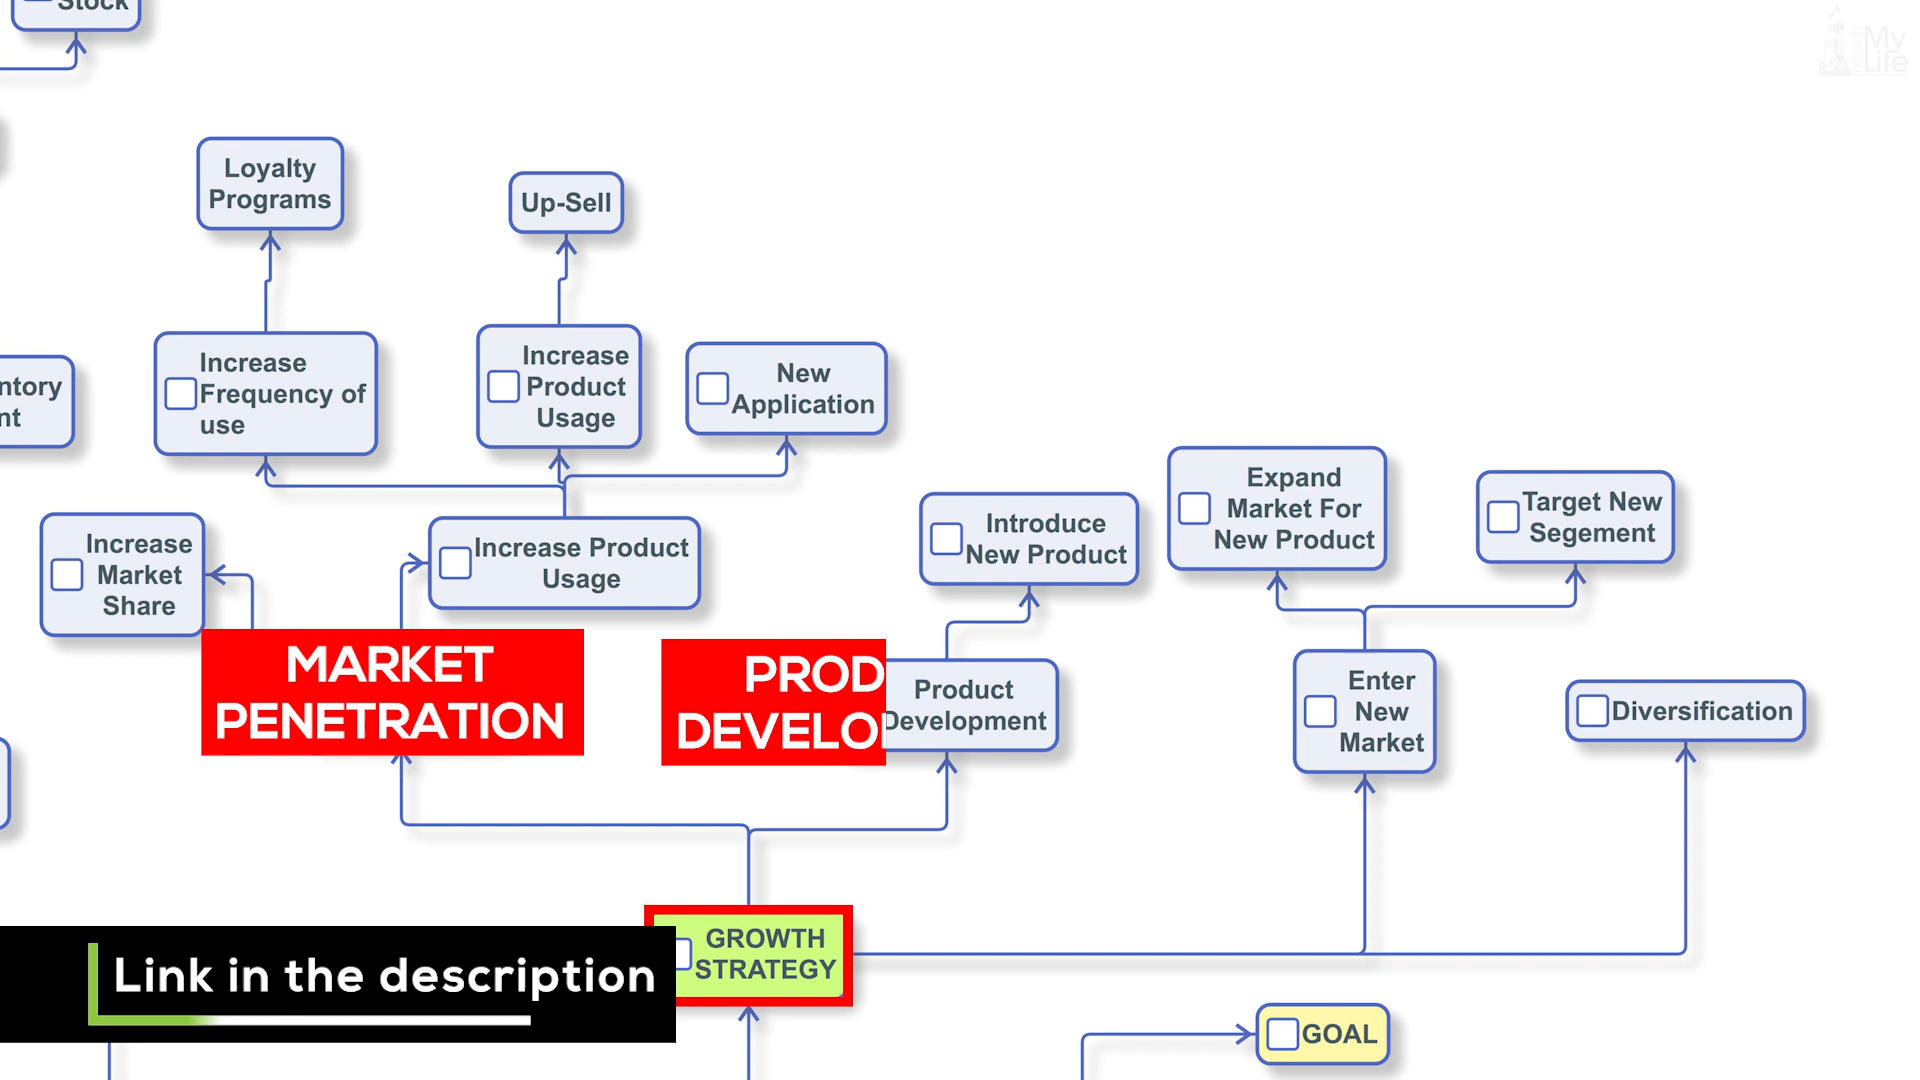 Stock
My
Life
Loyalty
Programs
Up-Sell
Increase
Frequency of
use
Increase
Product
Usage
New
Application
ntory
nt
Increase
Market
Share
Increase Product
Usage
Introduce
New Product
Expand
Market For
New Product
Target New
Segement
MARKET
PENETRATION
PROD
DEVELO
Product
Development
Enter
New
Market
Diversification
GROWTH
STRATEGY
Link in the description
GOAL